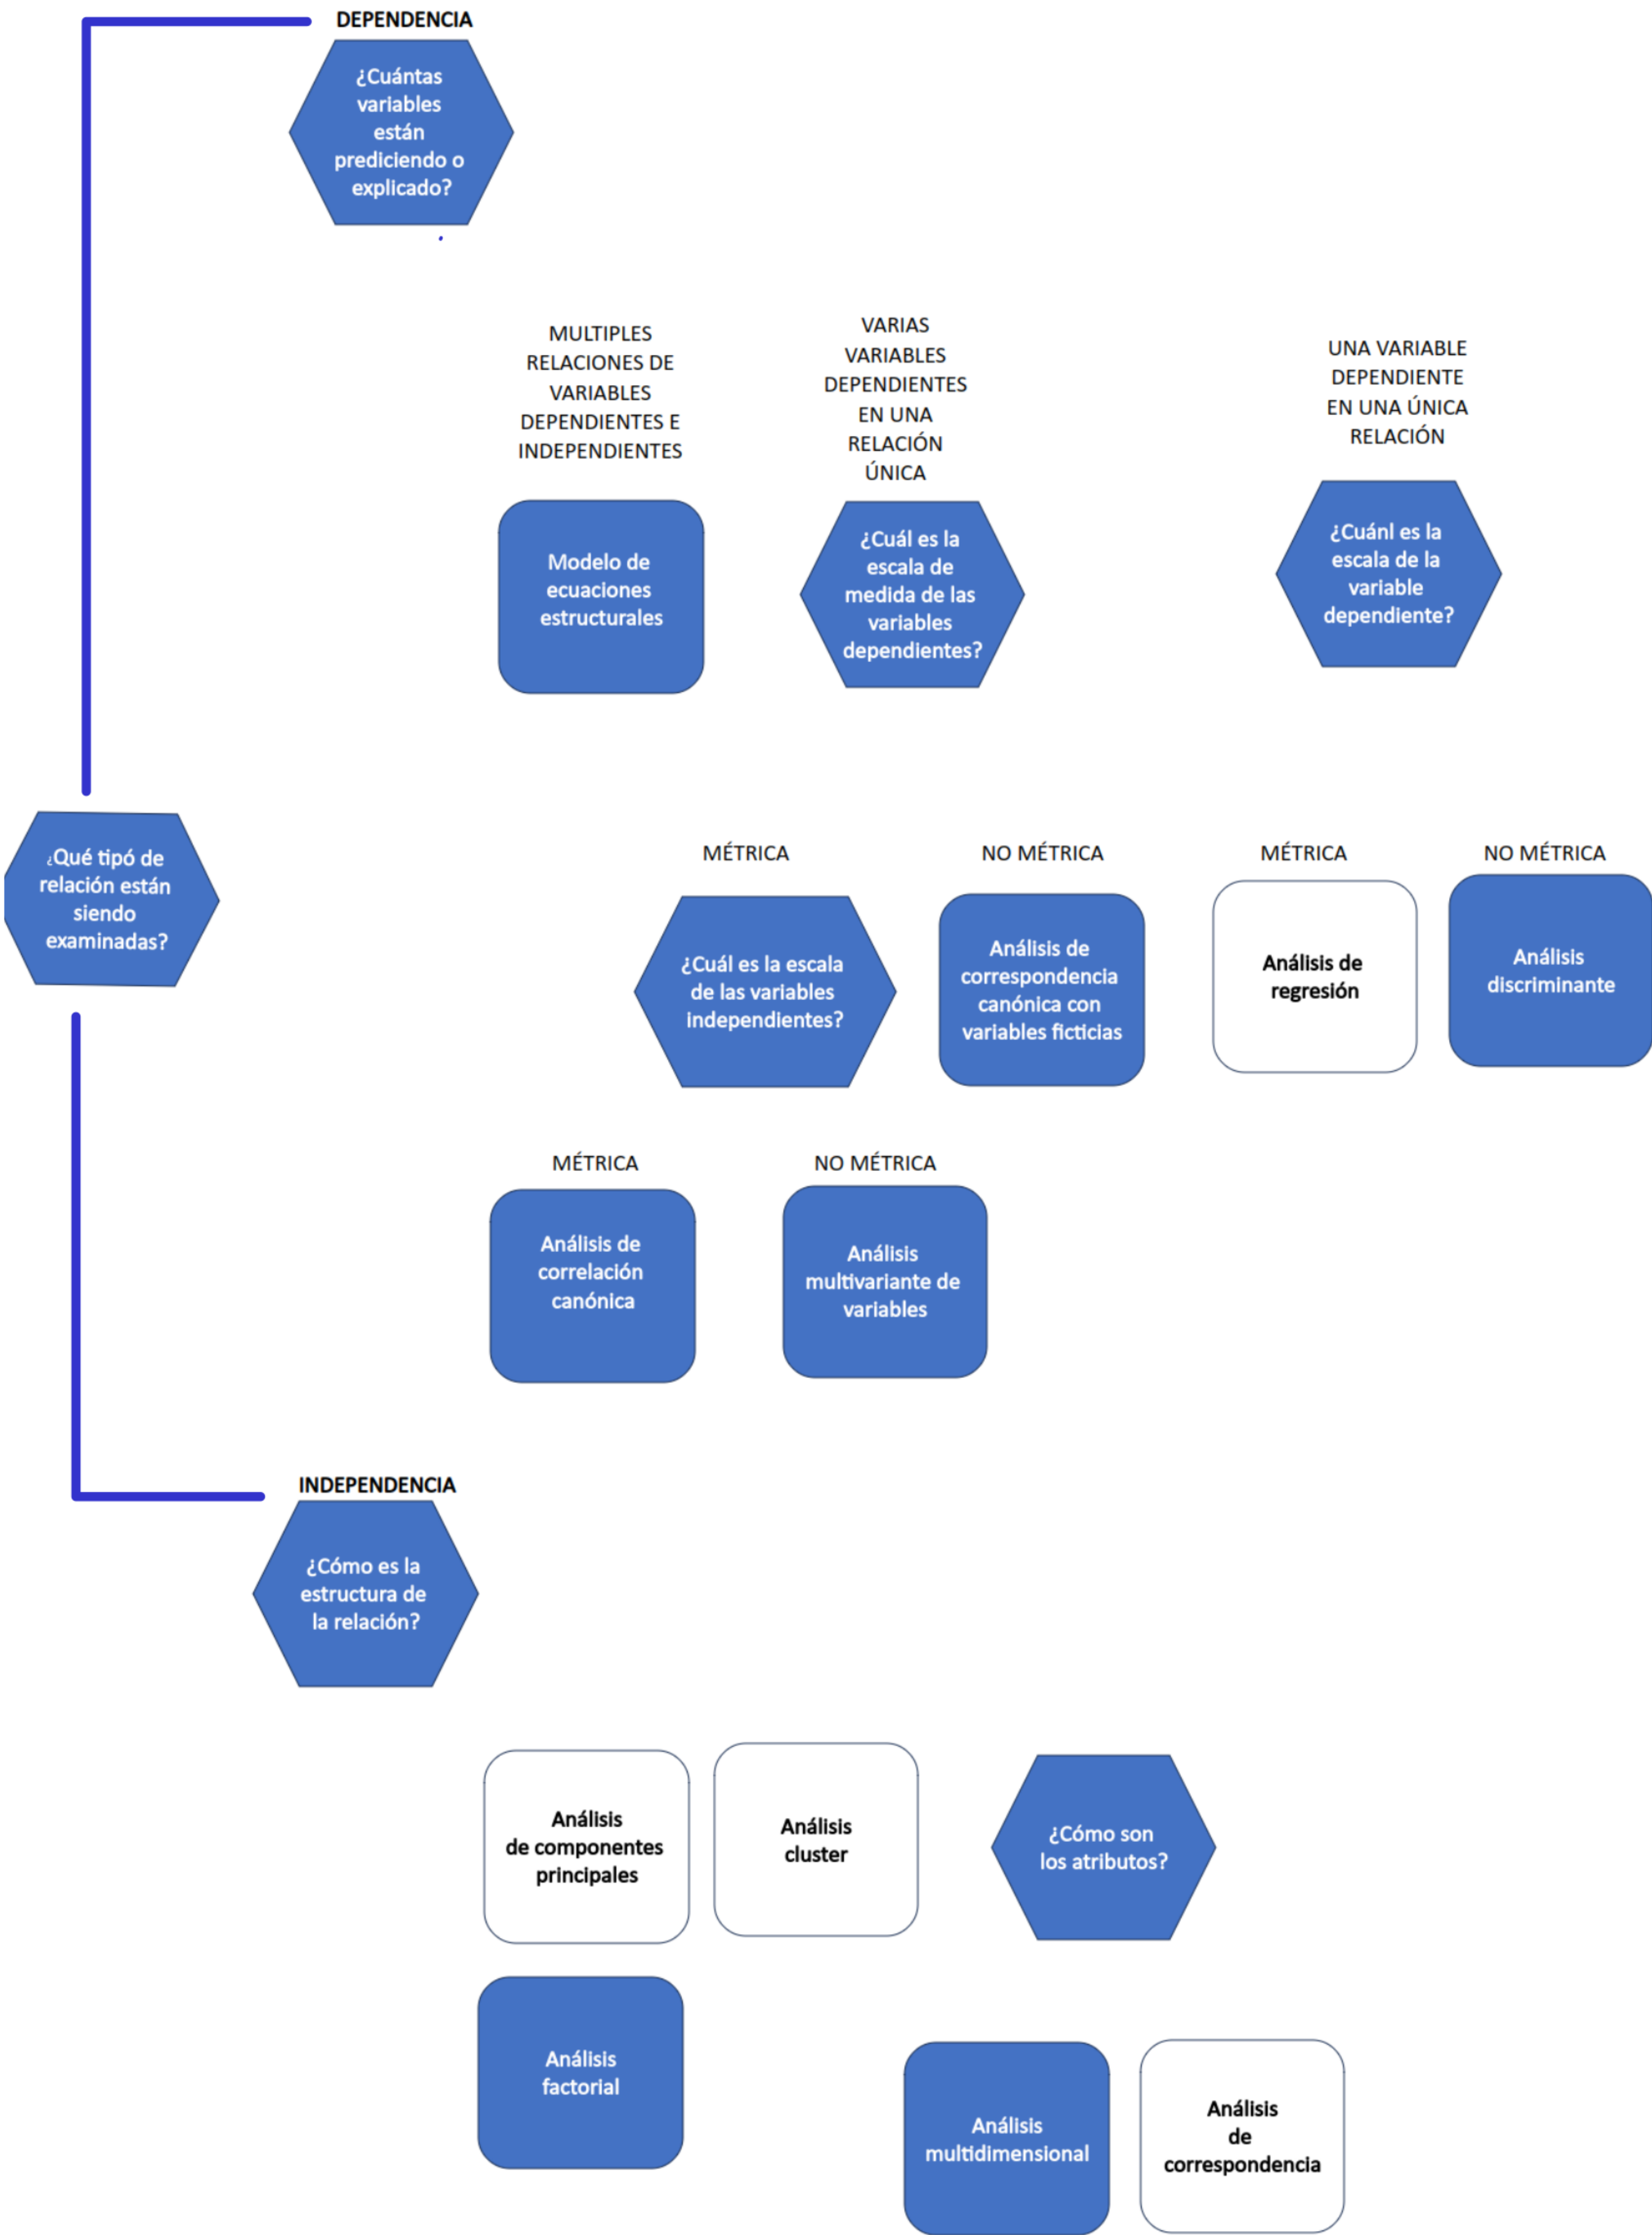 DEPENDENCIA
¿Cuántas
variables
están
prediciendo o
explicado?
MULTIPLES
RELACIONES DE
VARIABLES
DEPENDIENTES E
INDEPENDIENTES
VARIAS
VARIABLES
DEPENDIENTES
EN UNA
RELACIÓN
ÚNICA
UNA VARIABLE
DEPENDIENTE
EN UNA ÚNICA
RELACIÓN
Modelo de
ecuaciones
estructurales
¿Cuál es la
escala de
medida de las
variables
dependientes?
¿Cuánl es la
escala de la
variable
dependiente?
¿Qué tipó de
relación están
siendo
examinadas?
MÉTRICA
NO MÉTRICA
MÉTRICA
NO MÉTRICA
¿Cuál es la escala
de las variables
independientes?
Análisis de
correspondencia
canónica con
variables ficticias
Análisis de
regresión
Análisis
discriminante
MÉTRICA
NO MÉTRICA
Análisis de
correlación
canónica
Análisis
multivariante de
variables
INDEPENDENCIA
¿Cómo es la
estructura de
la relación?
Análisis
de componentes
principales
Análisis
cluster
¿Cómo son
los atributos?
Análisis
factorial
Análisis
multidimensional
Análisis
de
correspondencia